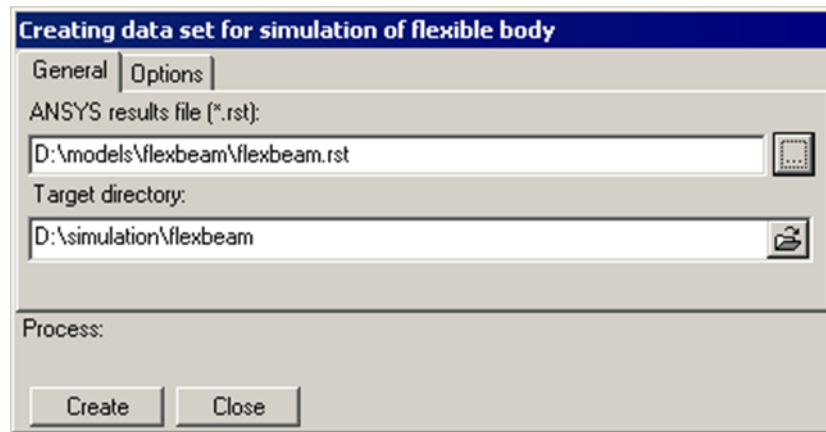 Creating data set for simulation of flexible body
General Options
ANSYS results file (*.rst):
D:\models\flexbeam\flexbeam.rst
...
Target directory:
D:\simulation\flexbeam
Process:
Create Close